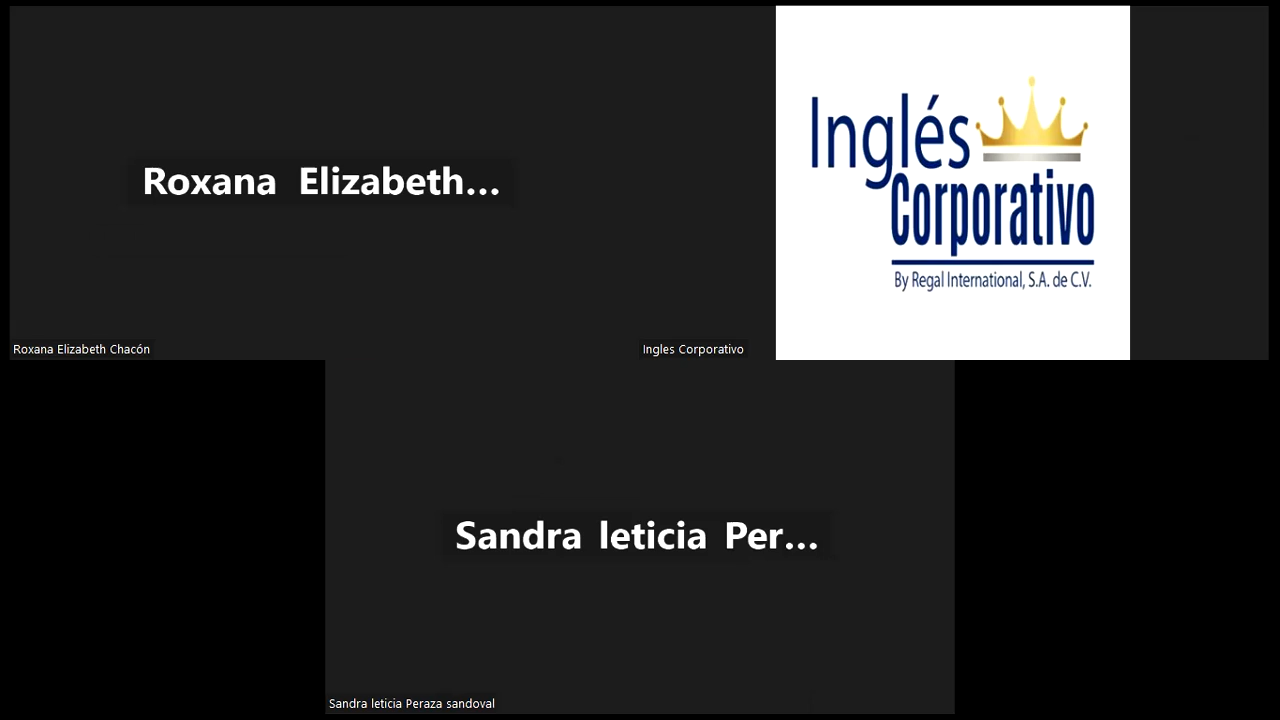 Roxana Elizabeth...
Roxana Elizabeth Chacón
Inglés
Corporativo
By Regal International, S.A. de C.V.
Ingles Corporativo
Sandra leticia Per...
Sandra leticia Peraza sandoval